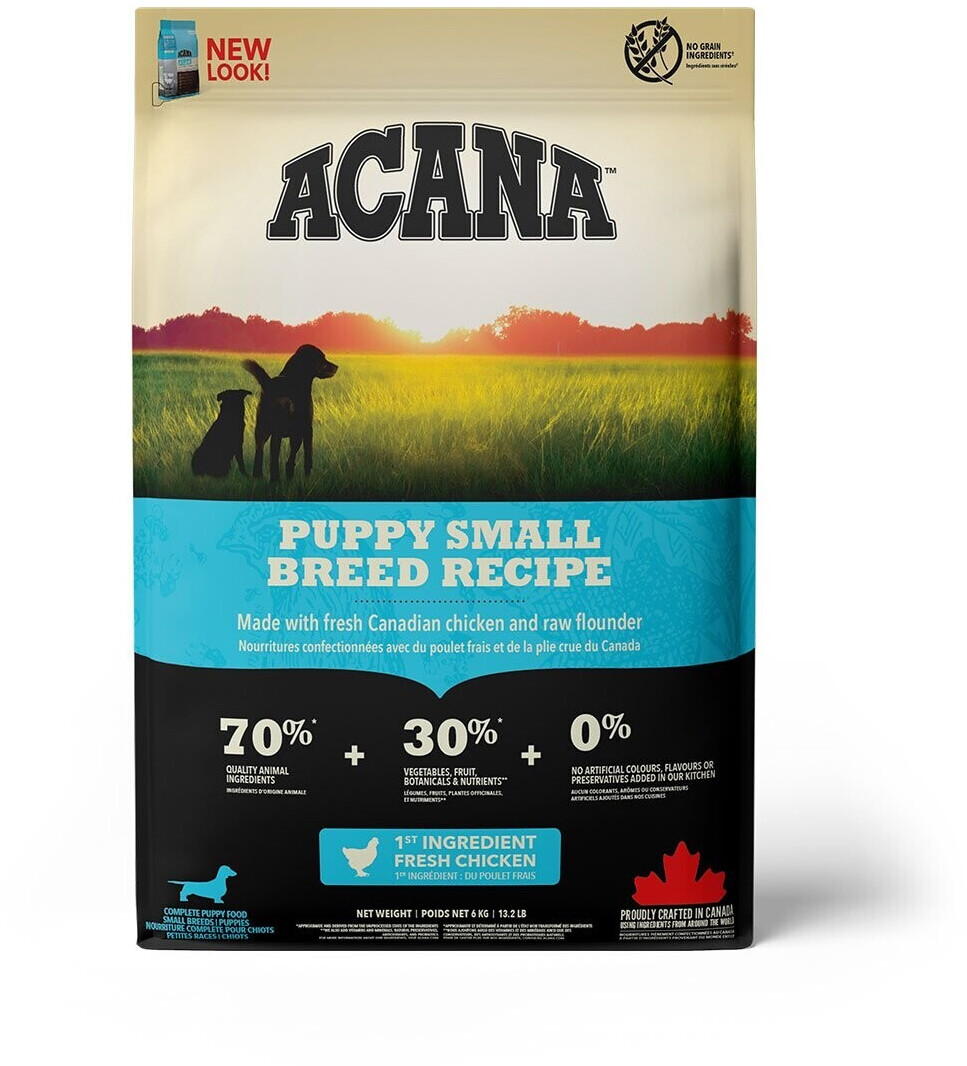 NEW
LOOK!
NO GRAIN
INGREDIENTS†
Ingrédients sans céréales†
ACANA™
PUPPY SMALL
BREED RECIPE
Made with fresh Canadian chicken and raw flounder
Nourritures confectionnées avec du poulet frais et de la plie crue du Canada
70%* + 30%* + 0%
QUALITY ANIMAL
INGREDIENTS
INGRÉDIENTS D'ORIGINE ANIMALE
VEGETABLES, FRUIT,
BOTANICALS & NUTRIENTS**
LÉGUMES, FRUITS, PLANTES OFFICINALES,
ET NUTRIMENTS**
NO ARTIFICIAL COLOURS, FLAVOURS OR
PRESERVATIVES ADDED IN OUR KITCHEN
AUCUN COLORANTS, ARÔMES OU CONSERVATEURS
ARTIFICIELS AJOUTÉS DANS NOS CUISINES
1ST INGREDIENT
FRESH CHICKEN
1ER INGRÉDIENT : DU POULET FRAIS
COMPLETE PUPPY FOOD
SMALL BREEDS | PUPPIES
NOURRITURE COMPLETE POUR CHIOTS
PETITES RACES | CHIOTS
NET WEIGHT | POIDS NET 6 KG | 13.2 LB
PROUDLY CRAFTED IN CANADA
USING INGREDIENTS FROM AROUND THE WORLD